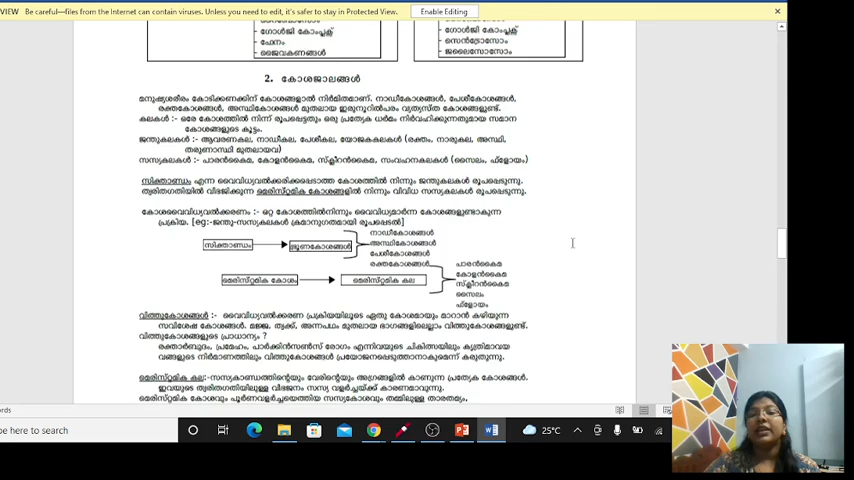 VIEW Be careful—files from the Internet can contain viruses. Unless you need to edit, it's safer to stay in Protected View. Enable Editing
- ഗോൾഗി കോംപ്ലക്സ്
- ഫേനം
- ജൈവകണങ്ങൾ
- ഗോൾഗി കോംപ്ലക്സ്
- സെൻട്രോസോം
- ലൈസോസോം
2. കോശജാലങ്ങൾ
മനുഷ്യശരീരം കോടിക്കണക്കിന് കോശങ്ങളാൽ നിർമിതമാണ്. നാഡീകോശങ്ങൾ, പേശീകോശങ്ങൾ,
രക്തകോശങ്ങൾ, അസ്ഥികോശങ്ങൾ മുതലായ ഇരുനൂറിൽപരം വ്യത്യസ്ത കോശങ്ങളുണ്ട്.
കലകൾ :- ഒരേ കോശത്തിൽ നിന്ന് രൂപപ്പെട്ടതും ഒരു പ്രത്യേക ധർമം നിർവഹിക്കുന്നതുമായ സമാന
കോശങ്ങളുടെ കൂട്ടം.
ജന്തുകലകൾ :- ആവരണകല, നാഡീകല, പേശീകല, യോജകകലകൾ (രക്തം, നാരുകല, അസ്ഥി,
തരുണാസ്ഥി മുതലായവ)
സസ്യകലകൾ :- പാരൻകൈമ, കോളൻകൈമ, സ്ക്ലീറൻകൈമ, സംവഹനകലകൾ (സൈലം, ഫ്ളോയം)
സിക്താണ്ഡം എന്ന വൈവിധ്യവൽക്കരിക്കപ്പെടാത്ത കോശത്തിൽ നിന്നും ജന്തുകലകൾ രൂപപ്പെടുന്നു.
ത്വരിതഗതിയിൽ വിഭജിക്കുന്ന മെരിസ്റ്റമിക കോശങ്ങളിൽ നിന്നും വിവിധ സസ്യകലകൾ രൂപപ്പെടുന്നു.
കോശവൈവിധ്യവൽക്കരണം :- ഒറ്റ കോശത്തിൽനിന്നും വൈവിധ്യമാർന്ന കോശങ്ങളുണ്ടാകുന്ന
പ്രക്രിയ. [eg:-ജന്തു-സസ്യകലകൾ ക്രമാനുഗതമായി രൂപപ്പെടൽ]
സിക്താണ്ഡം
ഭ്രൂണകോശങ്ങൾ
നാഡീകോശങ്ങൾ
അസ്ഥികോശങ്ങൾ
പേശീകോശങ്ങൾ
രക്തകോശങ്ങൾ
മെരിസ്റ്റമിക കോശം
മെരിസ്റ്റമിക കല
പാരൻകൈമ
കോളൻകൈമ
സ്ക്ലീറൻകൈമ
സൈലം
ഫ്ളോയം
വിത്തുകോശങ്ങൾ :- വൈവിധ്യവൽക്കരണ പ്രക്രിയയിലൂടെ ഏതു കോശമായും മാറാൻ കഴിയുന്ന
സവിശേഷ കോശങ്ങൾ. മജ്ജ, ത്വക്ക്, അന്നപഥം മുതലായ ഭാഗങ്ങളിലെല്ലാം വിത്തുകോശങ്ങളുണ്ട്.
വിത്തുകോശങ്ങളുടെ പ്രാധാന്യം ?
രക്താർബുദം, പ്രമേഹം, പാർക്കിൻസൺസ് രോഗം എന്നിവയുടെ ചികിത്സയിലും കൃത്രിമാവയ
വങ്ങളുടെ നിർമാണത്തിലും വിത്തുകോശങ്ങൾ പ്രയോജനപ്പെടുത്താനാകുമെന്ന് കരുതുന്നു.
മെരിസ്റ്റമിക കല:-സസ്യകാണ്ഡത്തിന്റെയും വേരിന്റെയും അഗ്രങ്ങളിൽ കാണുന്ന പ്രത്യേക കോശങ്ങൾ.
ഇവയുടെ ത്വരിതഗതിയിലുള്ള വിഭജനം സസ്യ വളർച്ചയ്ക്ക് കാരണമാവുന്നു.
മെരിസ്റ്റമിക കോശവും പൂർണവളർച്ചയെത്തിയ സസ്യകോശവും തമ്മിലുള്ള താരതമ്യം.
ords
here to search
25°C